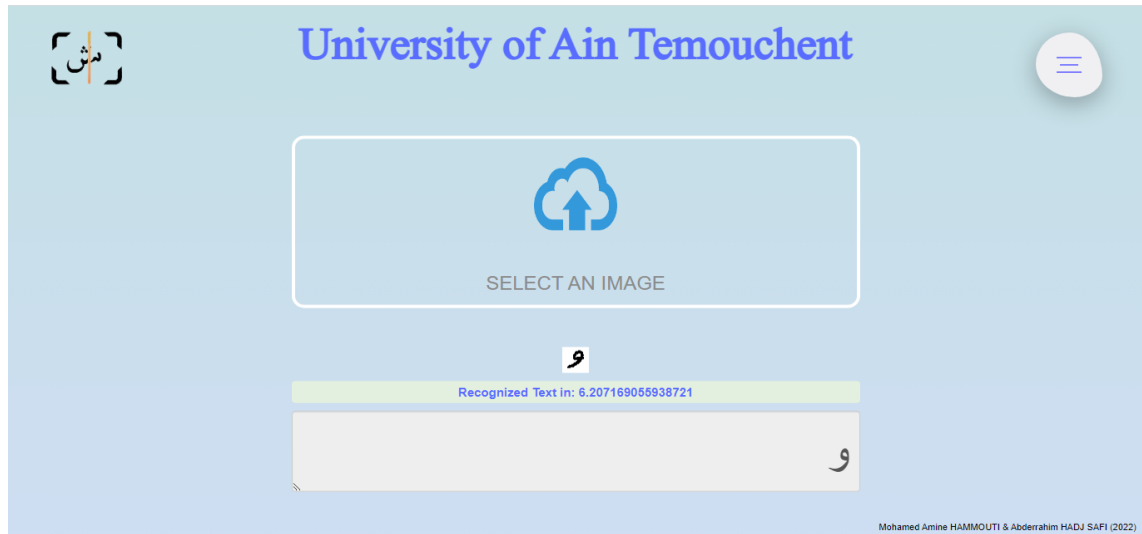 مش
University of Ain Temouchent
SELECT AN IMAGE
و
Recognized Text in: 6.207169055938721
و
Mohamed Amine HAMMOUTI & Abderrahim HADJ SAFI (2022)